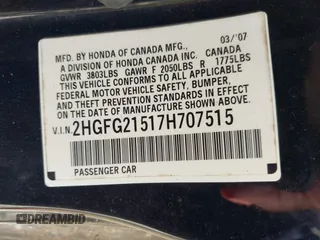 MFD. BY HONDA OF CANADA MFG., 03/'07
A DIVISION OF HONDA CANADA INC. CANADA
GVWR 3803LBS GAWR F 2050LBS R 1775LBS
THIS VEHICLE CONFORMS TO ALL APPLICABLE
FEDERAL MOTOR VEHICLE SAFETY, BUMPER,
AND THEFT PREVENTION STANDARDS IN EFFECT
ON THE DATE OF MANUFACTURE SHOWN ABOVE.
V.I.N. 2HGFG21517H707515
PASSENGER CAR
DREAMBID